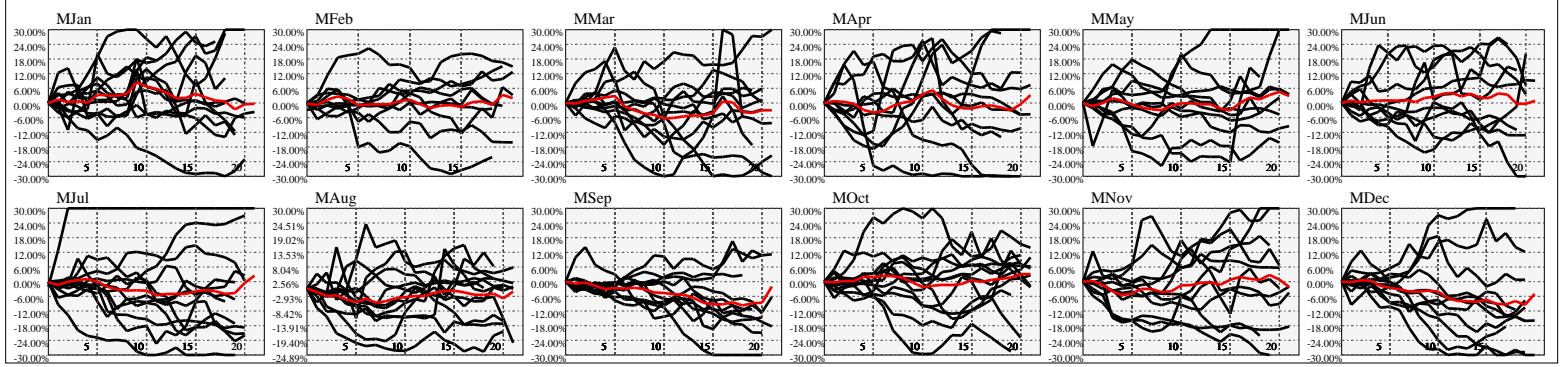 MJan MFeb MMar MApr MMay MJun
30.00% 30.00% 30.00% 30.00% 30.00% 30.00%
24.00% 24.00% 24.00% 24.00% 24.00% 24.00%
18.00% 18.00% 18.00% 18.00% 18.00% 18.00%
12.00% 12.00% 12.00% 12.00% 12.00% 12.00%
6.00% 6.00% 6.00% 6.00% 6.00% 6.00%
0.00% 0.00% 0.00% 0.00% 0.00% 0.00%
-6.00% -6.00% -6.00% -6.00% -6.00% -6.00%
-12.00% -12.00% -12.00% -12.00% -12.00% -12.00%
-18.00% -18.00% -18.00% -18.00% -18.00% -18.00%
-24.00% -24.00% -24.00% -24.00% -24.00% -24.00%
5 10 15 20 5 10 15 5 10 15 20 5 10 15 20 5 10 15 20 5 10 15 20
-30.00% -30.00% -30.00% -30.00% -30.00% -30.00%
MJul MAug MSep MOct MNov MDec
30.00% 30.00% 30.00% 30.00% 30.00% 30.00%
24.00% 24.51% 24.00% 24.00% 24.00% 24.00%
18.00% 19.02% 18.00% 18.00% 18.00% 18.00%
12.00% 13.53% 12.00% 12.00% 12.00% 12.00%
6.00% 8.04% 6.00% 6.00% 6.00% 6.00%
0.00% 2.56% 0.00% 0.00% 0.00% 0.00%
-6.00% -2.93% -6.00% -6.00% -6.00% -6.00%
-12.00% -8.42% -12.00% -12.00% -12.00% -12.00%
-18.00% -13.91% -18.00% -18.00% -18.00% -18.00%
-24.00% -19.40% -24.00% -24.00% -24.00% -24.00%
5 10 15 20 5 10 15 20 5 10 15 20 5 10 15 20 5 10 15 20 5 10 15 20
-30.00% -24.89% -30.00% -30.00% -30.00% -30.00%